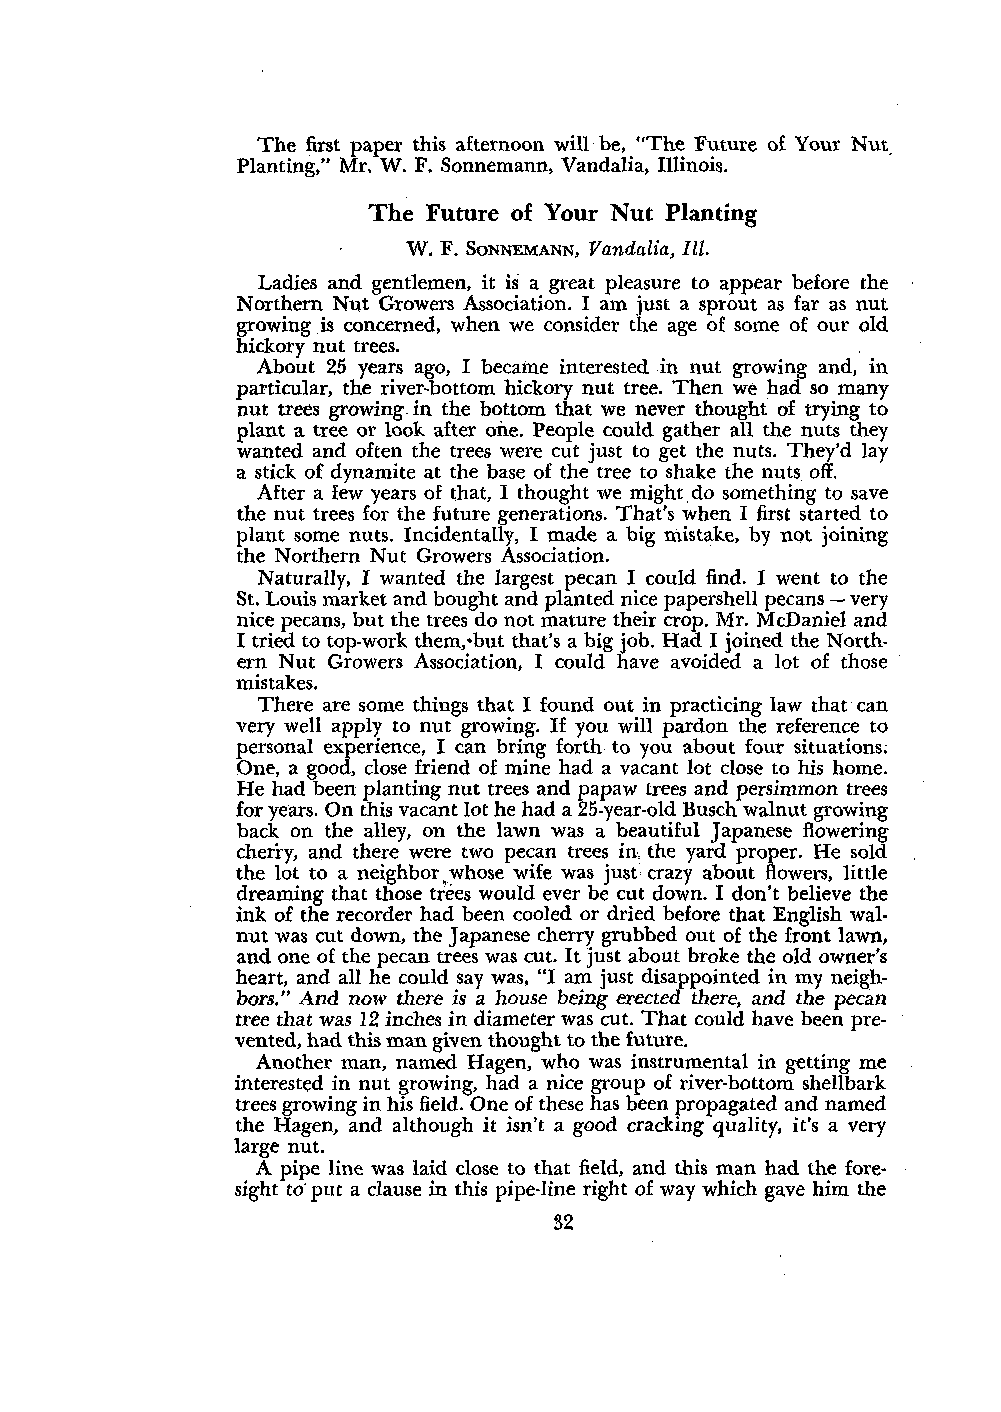 The first paper this afternoon will be, "The Future of Your Nut
Planting," Mr. W. F. Sonnemann, Vandalia, Illinois.
The Future of Your Nut Planting
W. F. SONNEMANN, Vandalia, Ill.
Ladies and gentlemen, it is a great pleasure to appear before the
Northern Nut Growers Association. I am just a sprout as far as nut
growing is concerned, when we consider the age of some of our old
hickory nut trees.
About 25 years ago, I became interested in nut growing and, in
particular, the river-bottom hickory nut tree. Then we had so many
nut trees growing in the bottom that we never thought of trying to
plant a tree or look after one. People could gather all the nuts they
wanted and often the trees were cut just to get the nuts. They'd lay
a stick of dynamite at the base of the tree to shake the nuts off.
After a few years of that, I thought we might do something to save
the nut trees for the future generations. That's when I first started to
plant some nuts. Incidentally, I made a big mistake, by not joining
the Northern Nut Growers Association.
Naturally, I wanted the largest pecan I could find. I went to the
St. Louis market and bought and planted nice papershell pecans — very
nice pecans, but the trees do not mature their crop. Mr. McDaniel and
I tried to top-work them, but that's a big job. Had I joined the North-
ern Nut Growers Association, I could have avoided a lot of those
mistakes.
There are some things that I found out in practicing law that can
very well apply to nut growing. If you will pardon the reference to
personal experience, I can bring forth to you about four situations.
One, a good, close friend of mine had a vacant lot close to his home.
He had been planting nut trees and papaw trees and persimmon trees
for years. On this vacant lot he had a 25-year-old Busch walnut growing
back on the alley, on the lawn was a beautiful Japanese flowering
cherry, and there were two pecan trees in the yard proper. He sold
the lot to a neighbor whose wife was just crazy about flowers, little
dreaming that those trees would ever be cut down. I don't believe the
ink of the recorder had been cooled or dried before that English wal-
nut was cut down, the Japanese cherry grubbed out of the front lawn,
and one of the pecan trees was cut. It just about broke the old owner's
heart, and all he could say was, "I am just disappointed in my neigh-
bors." And now there is a house being erected there, and the pecan
tree that was 12 inches in diameter was cut. That could have been pre-
vented, had this man given thought to the future.
Another man, named Hagen, who was instrumental in getting me
interested in nut growing, had a nice group of river-bottom shellbark
trees growing in his field. One of these has been propagated and named
the Hagen, and although it isn't a good cracking quality, it's a very
large nut.
A pipe line was laid close to that field, and this man had the fore-
sight to put a clause in this pipe-line right of way which gave him the
32